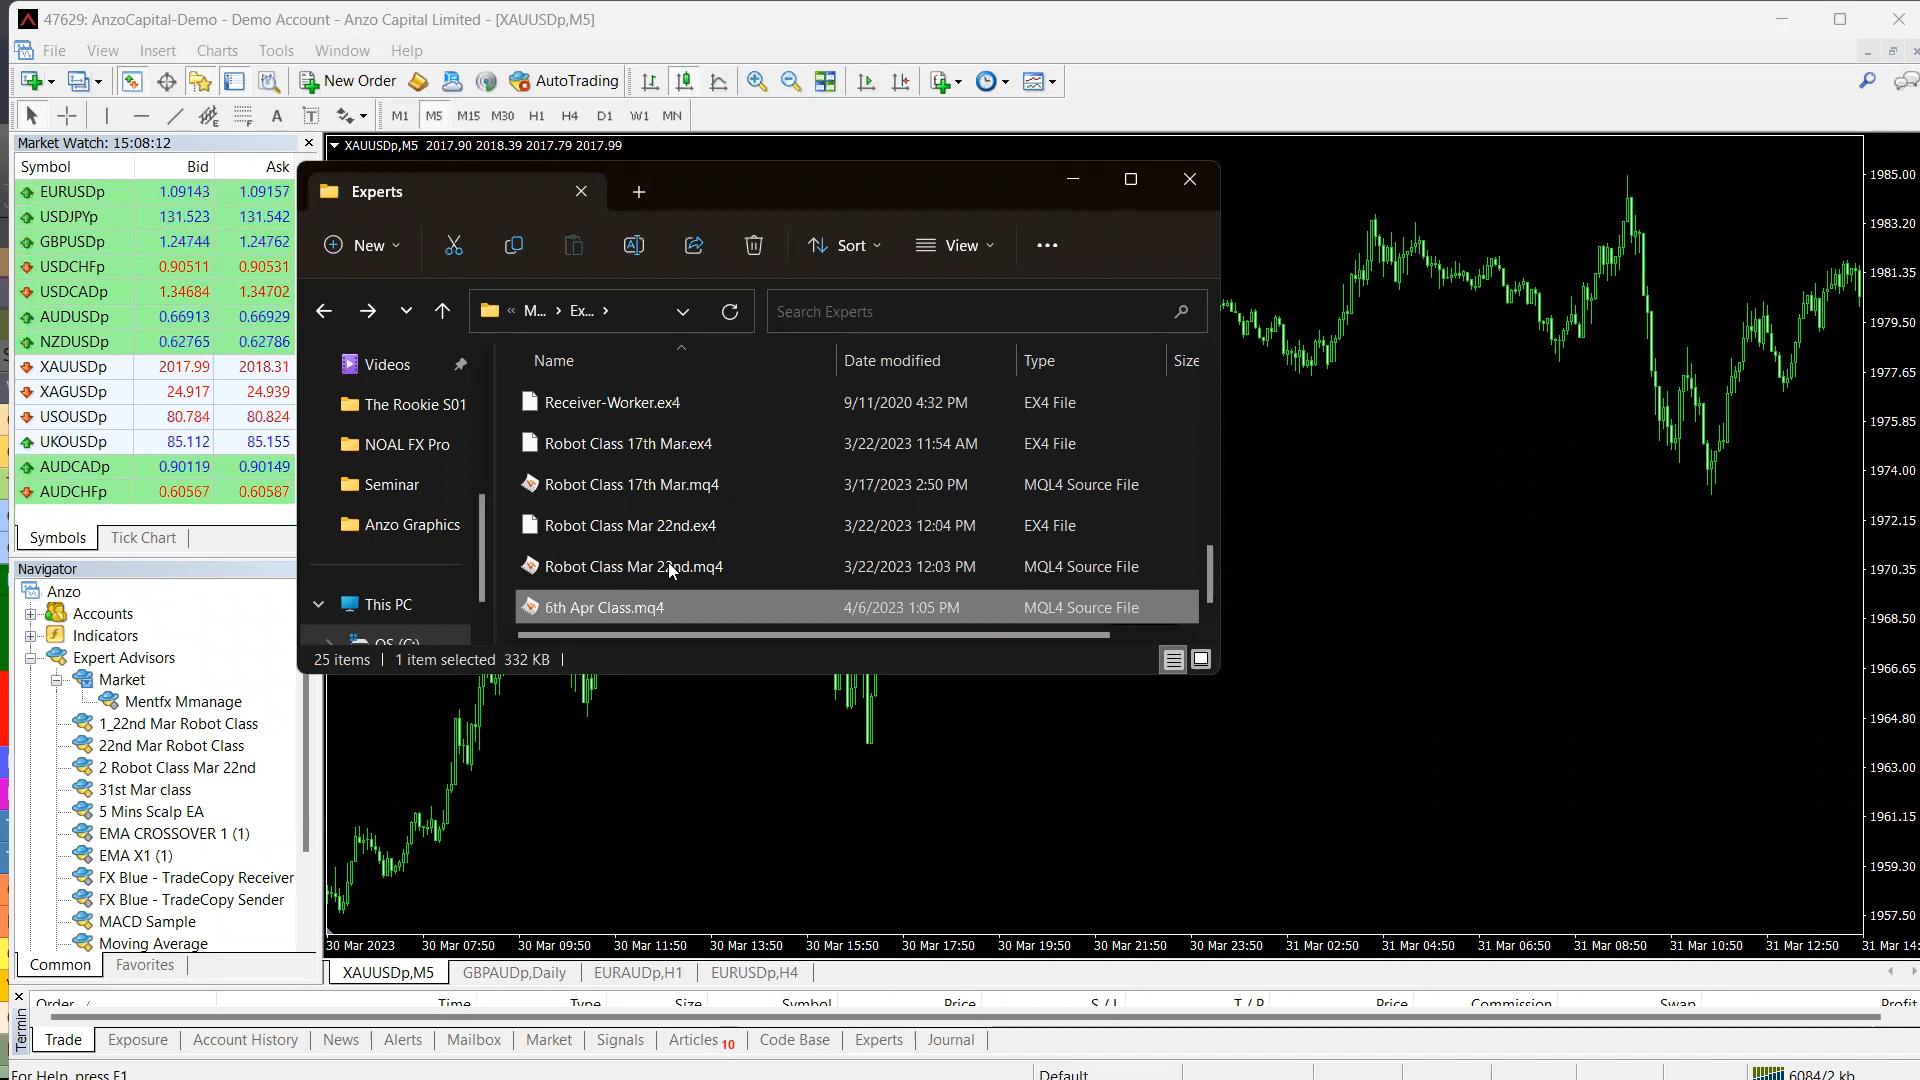 47629: AnzoCapital-Demo - Demo Account - Anzo Capital Limited - [XAUUSDp,M5]
File View Insert Charts Tools Window Help
New Order AutoTrading
A T M1 M5 M15 M30 H1 H4 D1 W1 MN
Market Watch: 15:08:12
Symbol Bid Ask
EURUSDp 1.09143 1.09157
USDJPYp 131.523 131.542
GBPUSDp 1.24744 1.24762
USDCHFp 0.90511 0.90531
USDCADp 1.34684 1.34702
AUDUSDp 0.66913 0.66929
NZDUSDp 0.62765 0.62786
XAUUSDp 2017.99 2018.31
XAGUSDp 24.917 24.939
USOUSDp 80.784 80.824
UKOUSDp 85.112 85.155
AUDCADp 0.90119 0.90149
AUDCHFp 0.60567 0.60587
Symbols Tick Chart
Navigator
Anzo
Accounts
Indicators
Expert Advisors
Market
Mentfx Mmanage
1_22nd Mar Robot Class
22nd Mar Robot Class
2 Robot Class Mar 22nd
31st Mar class
5 Mins Scalp EA
EMA CROSSOVER 1 (1)
EMA X1 (1)
FX Blue - TradeCopy Receiver
FX Blue - TradeCopy Sender
MACD Sample
Moving Average
Common Favorites
XAUUSDp,M5 2017.90 2018.39 2017.79 2017.99
Experts
New Sort View
M... Ex...
Search Experts
Videos
The Rookie S01
NOAL FX Pro
Seminar
Anzo Graphics
This PC
OS (C:)
Name Date modified Type Size
Receiver-Worker.ex4 9/11/2020 4:32 PM EX4 File
Robot Class 17th Mar.ex4 3/22/2023 11:54 AM EX4 File
Robot Class 17th Mar.mq4 3/17/2023 2:50 PM MQL4 Source File
Robot Class Mar 22nd.ex4 3/22/2023 12:04 PM EX4 File
Robot Class Mar 22nd.mq4 3/22/2023 12:03 PM MQL4 Source File
6th Apr Class.mq4 4/6/2023 1:05 PM MQL4 Source File
25 items 1 item selected 332 KB
1985.00
1983.20
1981.35
1979.50
1977.65
1975.85
1974.00
1972.15
1970.35
1968.50
1966.65
1964.80
1963.00
1961.15
1959.30
1957.50
30 Mar 2023 30 Mar 07:50 30 Mar 09:50 30 Mar 11:50 30 Mar 13:50 30 Mar 15:50 30 Mar 17:50 30 Mar 19:50 30 Mar 21:50 30 Mar 23:50 31 Mar 02:50 31 Mar 04:50 31 Mar 06:50 31 Mar 08:50 31 Mar 10:50 31 Mar 12:50 31 Mar 14:
XAUUSDp,M5 GBPAUDp,Daily EURAUDp,H1 EURUSDp,H4
Order Time Type Size Symbol Price S / L T / P Price Commission Swap Profit
Termin
Trade Exposure Account History News Alerts Mailbox Market Signals Articles 10 Code Base Experts Journal
For Help, press F1 Default 6084/2 kb